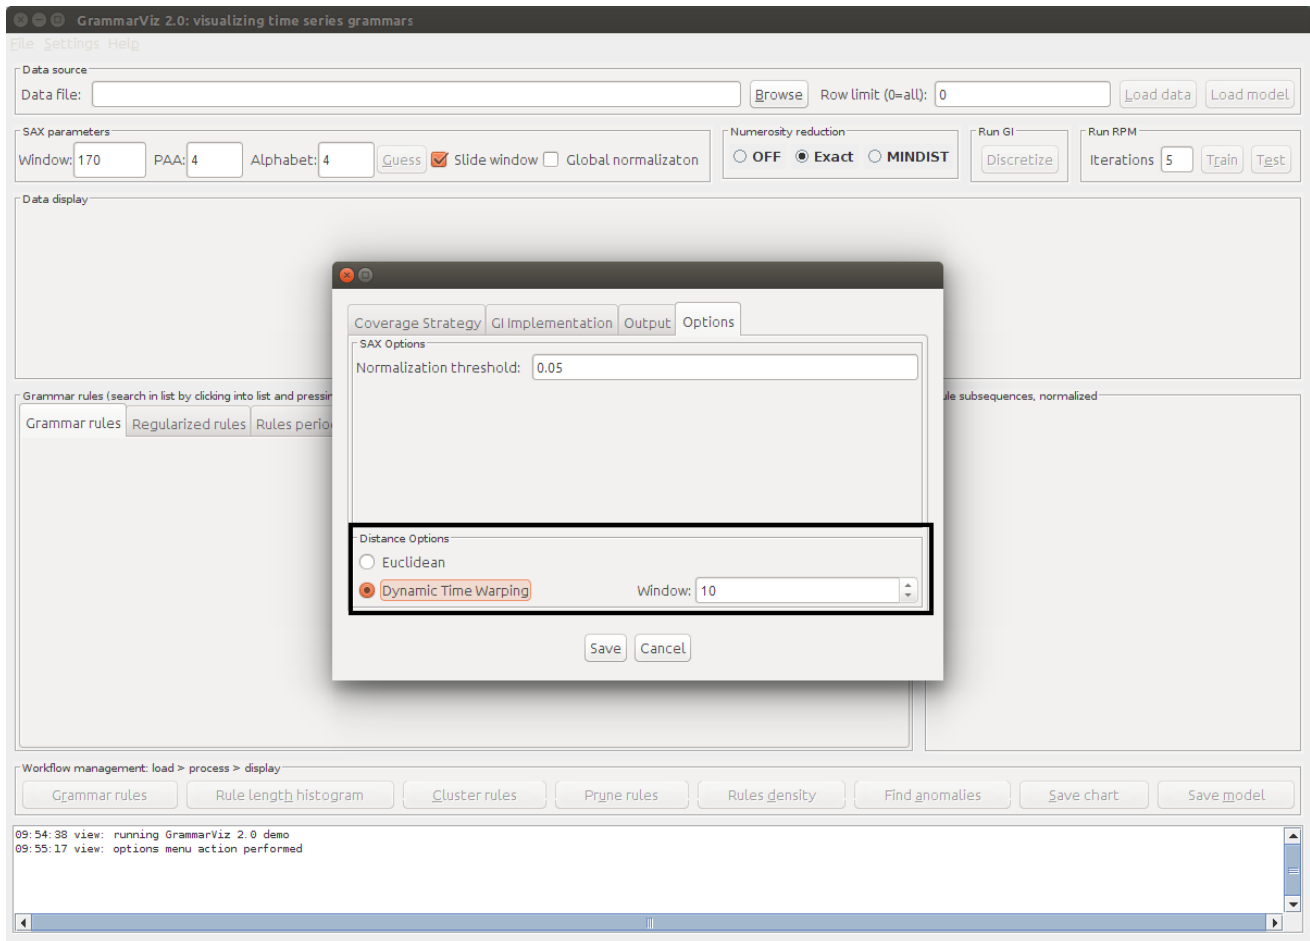 GrammarViz 2.0: visualizing time series grammars
File Settings Help
Data source
Data file: Browse Row limit (0=all): 0 Load data Load model
SAX parameters Numerosity reduction Run GI Run RPM
Window: 170 PAA: 4 Alphabet: 4 Guess Slide window Global normalizaton OFF Exact MINDIST Discretize Iterations 5 Train Test
Data display
Coverage Strategy GI Implementation Output Options
SAX Options
Normalization threshold: 0.05
Grammar rules (search in list by clicking into list and pressin
subsequences, normalized
Grammar rules Regularized rules Rules perio
Distance Options
Euclidean
Dynamic Time Warping Window: 10
Save Cancel
Workflow management: load > process > display
Grammar rules Rule length histogram Cluster rules Prune rules Rules density Find anomalies Save chart Save model
09:54:38 view: running GrammarViz 2.0 demo
09:55:17 view: options menu action performed